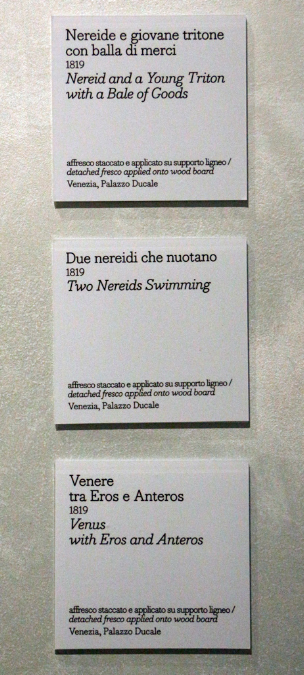 Nereide e giovane tritone
con balla di merci
1819
Nereid and a Young Triton
with a Bale of Goods
affresco staccato e applicato su supporto ligneo /
detached fresco applied onto wood board
Venezia, Palazzo Ducale
Due nereidi che nuotano
1819
Two Nereids Swimming
affresco staccato e applicato su supporto ligneo /
detached fresco applied onto wood board
Venezia, Palazzo Ducale
Venere
tra Eros e Anteros
1819
Venus
with Eros and Anteros
affresco staccato e applicato su supporto ligneo /
detached fresco applied onto wood board
Venezia, Palazzo Ducale